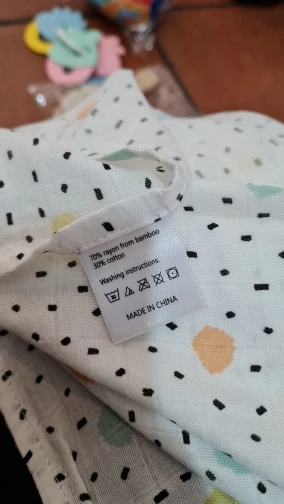 70% rayon from bamboo
30% cotton
Washing instructions:
MADE IN CHINA